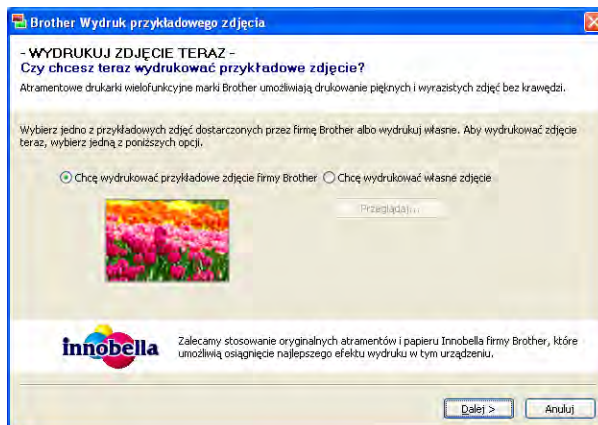 Brother Wydruk przykładowego zdjęcia
- WYDRUKUJ ZDJĘCIE TERAZ -
Czy chcesz teraz wydrukować przykładowe zdjęcie?
Atramentowe drukarki wielofunkcyjne marki Brother umożliwiają drukowanie pięknych i wyrazistych zdjęć bez krawędzi.
Wybierz jedno z przykładowych zdjęć dostarczonych przez firmę Brother albo wydrukuj własne. Aby wydrukować zdjęcie
teraz, wybierz jedną z poniższych opcji.
Chcę wydrukować przykładowe zdjęcie firmy Brother Chcę wydrukować własne zdjęcie
Przeglądaj...
innobella
Zalecamy stosowanie oryginalnych atramentów i papieru Innobella firmy Brother, które
umożliwią osiągnięcie najlepszego efektu wydruku w tym urządzeniu.
Dalej > Anuluj